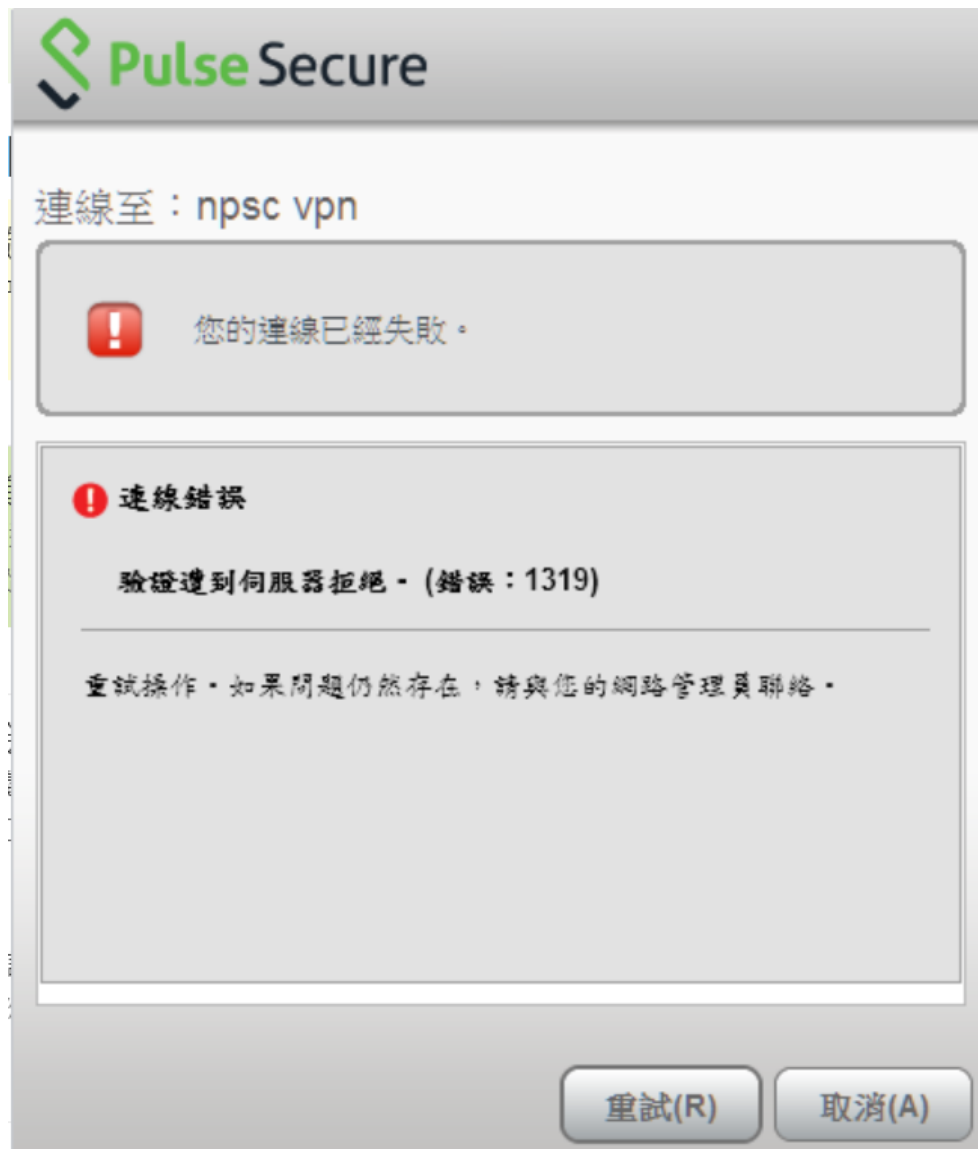 Pulse Secure
連線至：npsc vpn
您的連線已經失敗。
連線錯誤
驗證遭到伺服器拒絕。(錯誤：1319)
重試操作。如果問題仍然存在，請與您的網路管理員聯絡。
重試(R)
取消(A)